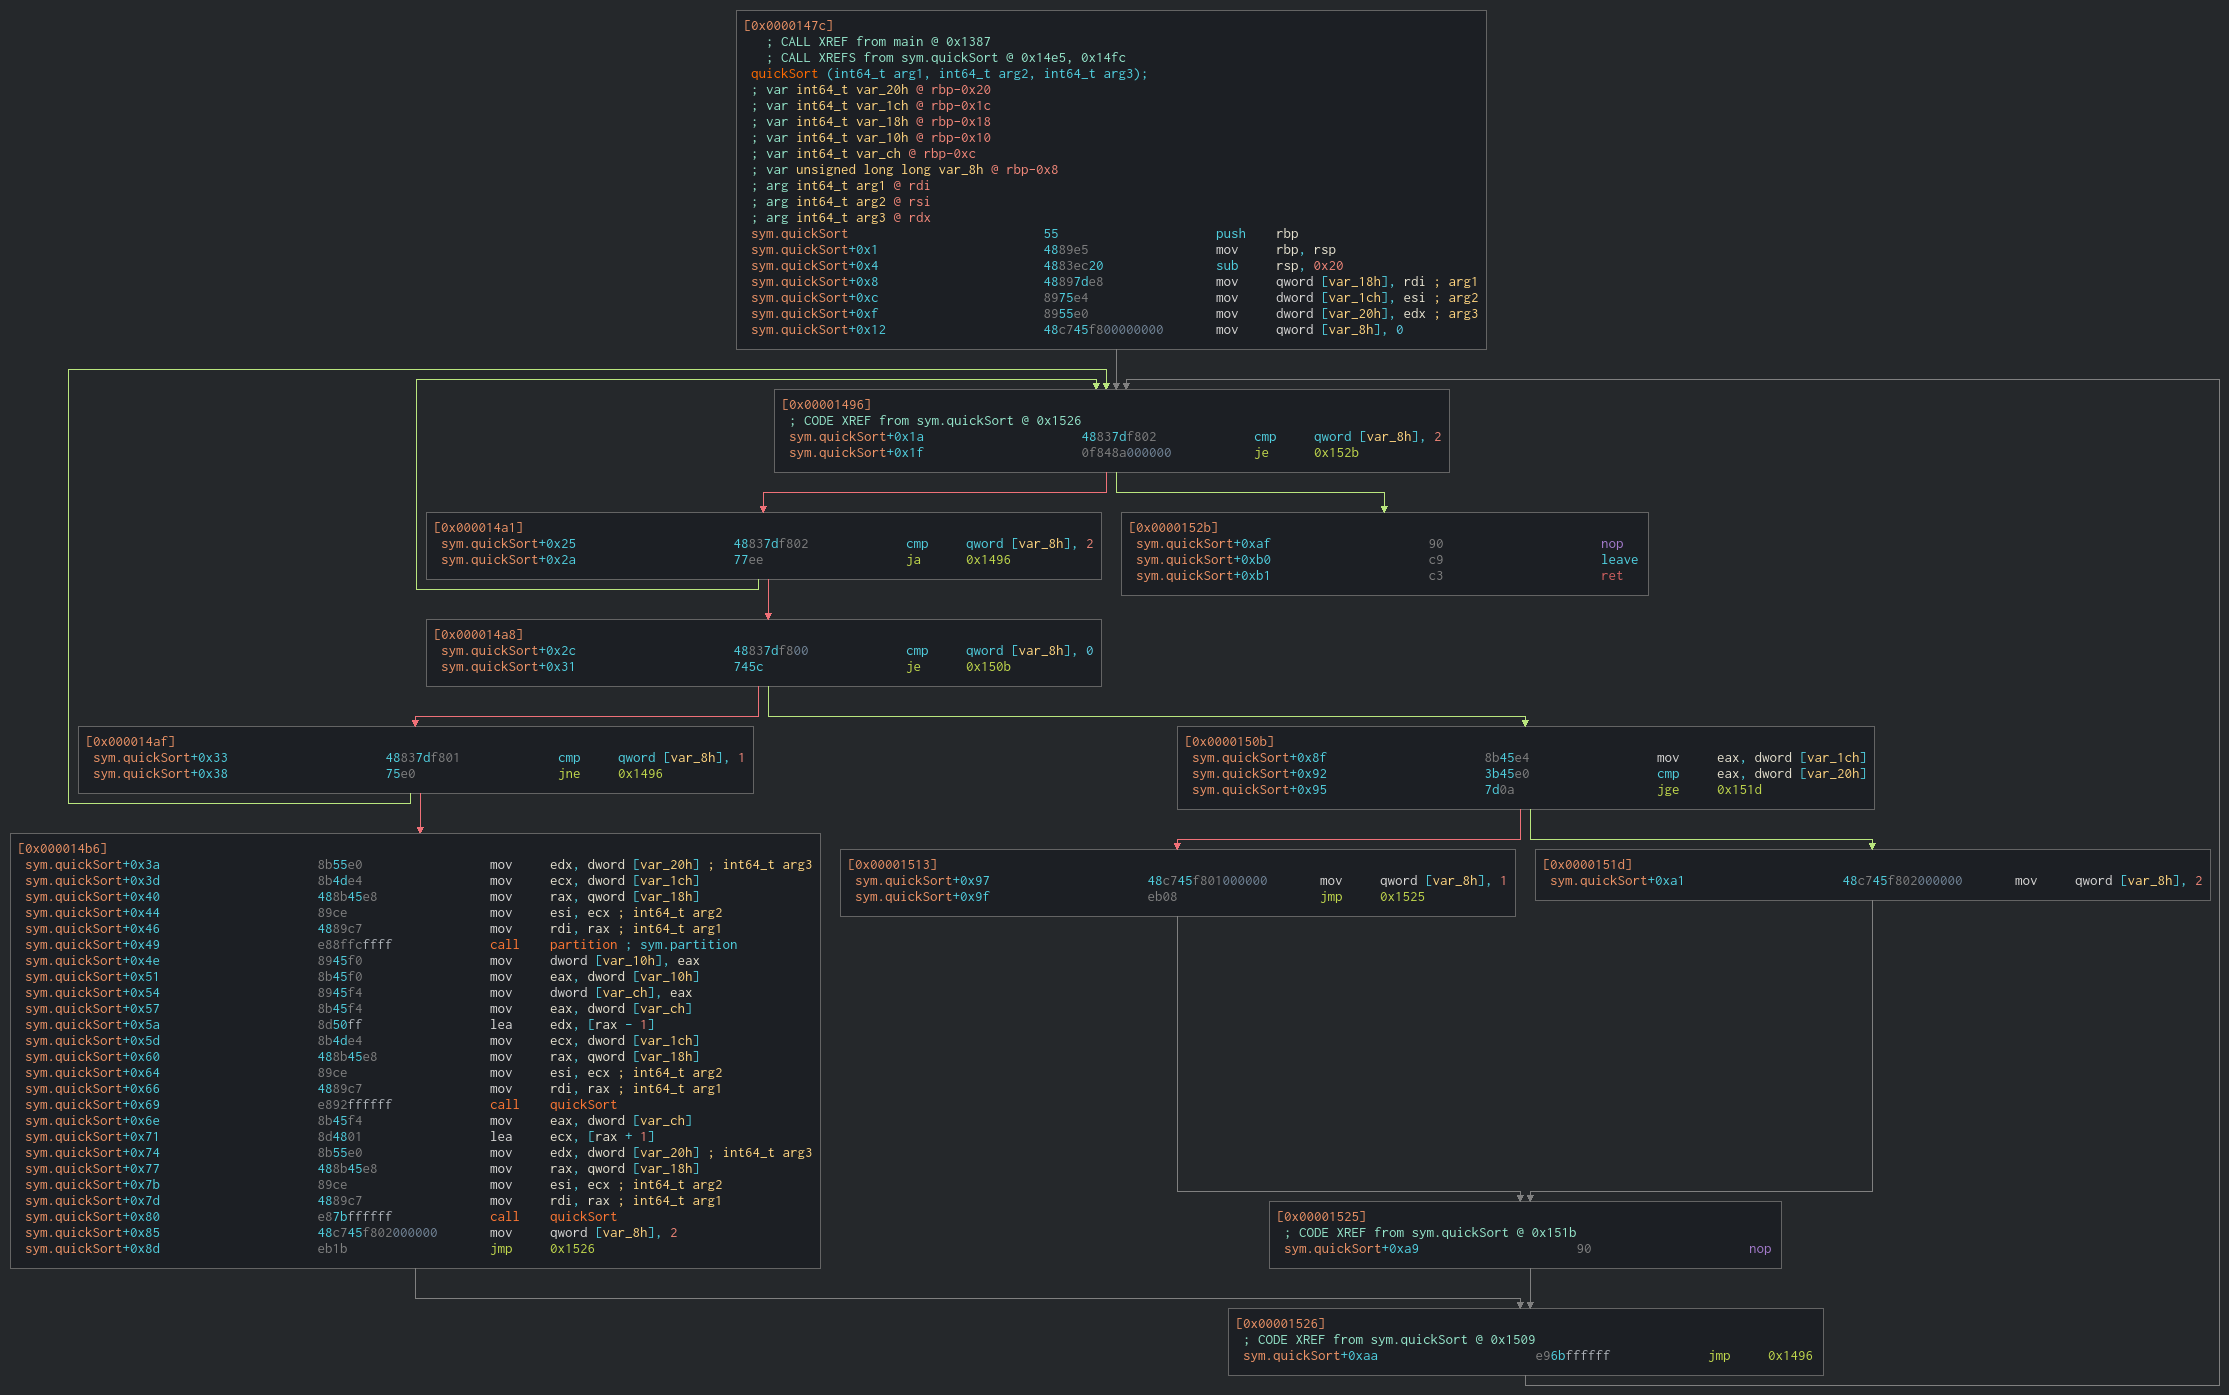 [0x0000147c]
; CALL XREF from main @ 0x1387
; CALL XREFS from sym.quickSort @ 0x14e5, 0x14fc
quickSort (int64_t arg1, int64_t arg2, int64_t arg3);
; var int64_t var_20h @ rbp-0x20
; var int64_t var_1ch @ rbp-0x1c
; var int64_t var_18h @ rbp-0x18
; var int64_t var_10h @ rbp-0x10
; var int64_t var_ch @ rbp-0xc
; var unsigned long long var_8h @ rbp-0x8
; arg int64_t arg1 @ rdi
; arg int64_t arg2 @ rsi
; arg int64_t arg3 @ rdx
sym.quickSort 55 push rbp
sym.quickSort+0x1 4889e5 mov rbp, rsp
sym.quickSort+0x4 4883ec20 sub rsp, 0x20
sym.quickSort+0x8 48897de8 mov qword [var_18h], rdi ; arg1
sym.quickSort+0xc 8975e4 mov dword [var_1ch], esi ; arg2
sym.quickSort+0xf 8955e0 mov dword [var_20h], edx ; arg3
sym.quickSort+0x12 48c745f800000000 mov qword [var_8h], 0
[0x00001496]
; CODE XREF from sym.quickSort @ 0x1526
sym.quickSort+0x1a 48837df802 cmp qword [var_8h], 2
sym.quickSort+0x1f 0f848a000000 je 0x152b
[0x000014a1]
sym.quickSort+0x25 48837df802 cmp qword [var_8h], 2
sym.quickSort+0x2a 77ee ja 0x1496
[0x0000152b]
sym.quickSort+0xaf 90 nop
sym.quickSort+0xb0 c9 leave
sym.quickSort+0xb1 c3 ret
[0x000014a8]
sym.quickSort+0x2c 48837df800 cmp qword [var_8h], 0
sym.quickSort+0x31 745c je 0x150b
[0x000014af]
sym.quickSort+0x33 48837df801 cmp qword [var_8h], 1
sym.quickSort+0x38 75e0 jne 0x1496
[0x0000150b]
sym.quickSort+0x8f 8b45e4 mov eax, dword [var_1ch]
sym.quickSort+0x92 3b45e0 cmp eax, dword [var_20h]
sym.quickSort+0x95 7d0a jge 0x151d
[0x000014b6]
sym.quickSort+0x3a 8b55e0 mov edx, dword [var_20h] ; int64_t arg3
sym.quickSort+0x3d 8b4de4 mov ecx, dword [var_1ch]
sym.quickSort+0x40 488b45e8 mov rax, qword [var_18h]
sym.quickSort+0x44 89ce mov esi, ecx ; int64_t arg2
sym.quickSort+0x46 4889c7 mov rdi, rax ; int64_t arg1
sym.quickSort+0x49 e88ffcffff call partition ; sym.partition
sym.quickSort+0x4e 8945f0 mov dword [var_10h], eax
sym.quickSort+0x51 8b45f0 mov eax, dword [var_10h]
sym.quickSort+0x54 8945f4 mov dword [var_ch], eax
sym.quickSort+0x57 8b45f4 mov eax, dword [var_ch]
sym.quickSort+0x5a 8d50ff lea edx, [rax - 1]
sym.quickSort+0x5d 8b4de4 mov ecx, dword [var_1ch]
sym.quickSort+0x60 488b45e8 mov rax, qword [var_18h]
sym.quickSort+0x64 89ce mov esi, ecx ; int64_t arg2
sym.quickSort+0x66 4889c7 mov rdi, rax ; int64_t arg1
sym.quickSort+0x69 e892ffffff call quickSort
sym.quickSort+0x6e 8b45f4 mov eax, dword [var_ch]
sym.quickSort+0x71 8d4801 lea ecx, [rax + 1]
sym.quickSort+0x74 8b55e0 mov edx, dword [var_20h] ; int64_t arg3
sym.quickSort+0x77 488b45e8 mov rax, qword [var_18h]
sym.quickSort+0x7b 89ce mov esi, ecx ; int64_t arg2
sym.quickSort+0x7d 4889c7 mov rdi, rax ; int64_t arg1
sym.quickSort+0x80 e87bffffff call quickSort
sym.quickSort+0x85 48c745f802000000 mov qword [var_8h], 2
sym.quickSort+0x8d eb1b jmp 0x1526
[0x00001513]
sym.quickSort+0x97 48c745f801000000 mov qword [var_8h], 1
sym.quickSort+0x9f eb08 jmp 0x1525
[0x0000151d]
sym.quickSort+0xa1 48c745f802000000 mov qword [var_8h], 2
[0x00001525]
; CODE XREF from sym.quickSort @ 0x151b
sym.quickSort+0xa9 90 nop
[0x00001526]
; CODE XREF from sym.quickSort @ 0x1509
sym.quickSort+0xaa e96bffffff jmp 0x1496